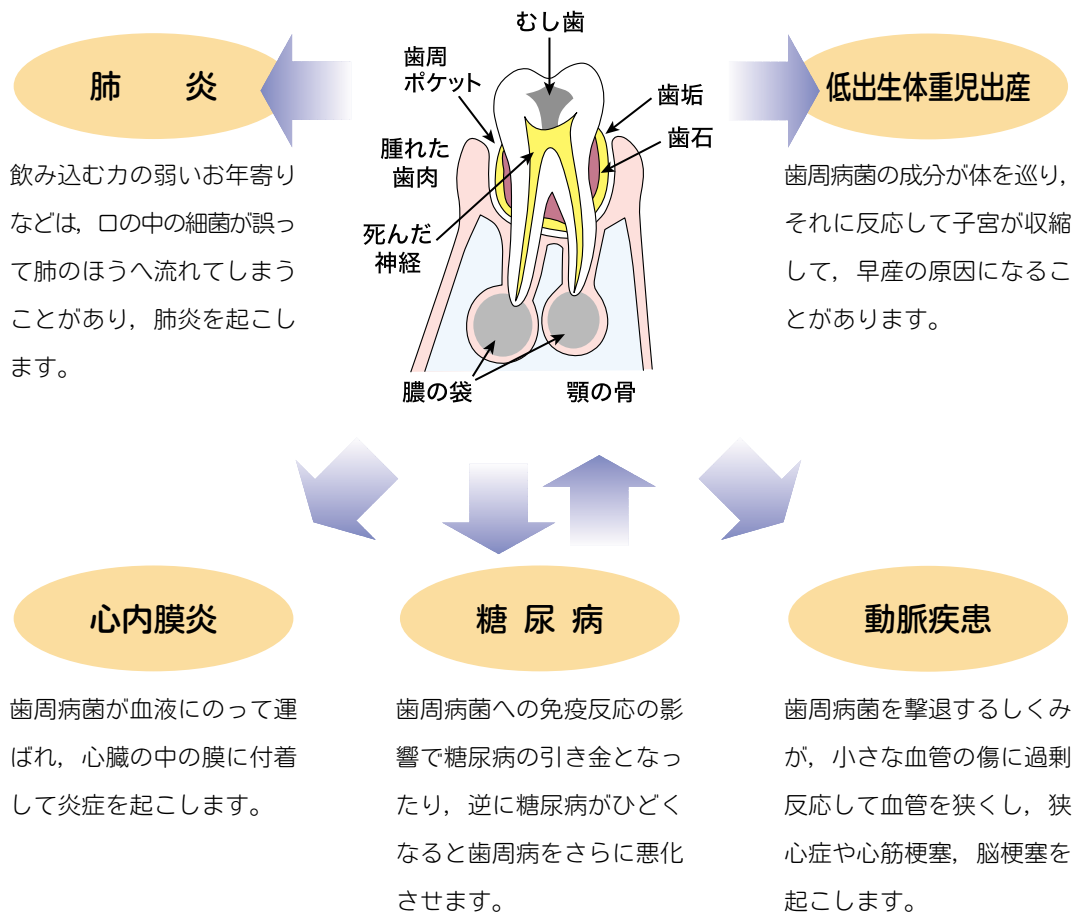 むし歯
歯周
ポケット
歯垢
歯石
腫れた
歯肉
死んだ
神経
膿の袋
顎の骨
肺　炎
飲み込む力の弱いお年寄り
などは，口の中の細菌が誤っ
て肺のほうへ流れてしまう
ことがあり，肺炎を起こし
ます。
低出生体重児出産
歯周病菌の成分が体を巡り，
それに反応して子宮が収縮
して，早産の原因になるこ
とがあります。
心内膜炎
歯周病菌が血液にのって運
ばれ，心臓の中の膜に付着
して炎症を起こします。
糖 尿 病
歯周病菌への免疫反応の影
響で糖尿病の引き金となっ
たり，逆に糖尿病がひどく
なると歯周病をさらに悪化
させます。
動脈疾患
歯周病菌を撃退するしくみ
が，小さな血管の傷に過剰
反応して血管を狭くし，狭
心症や心筋梗塞，脳梗塞を
起こします。